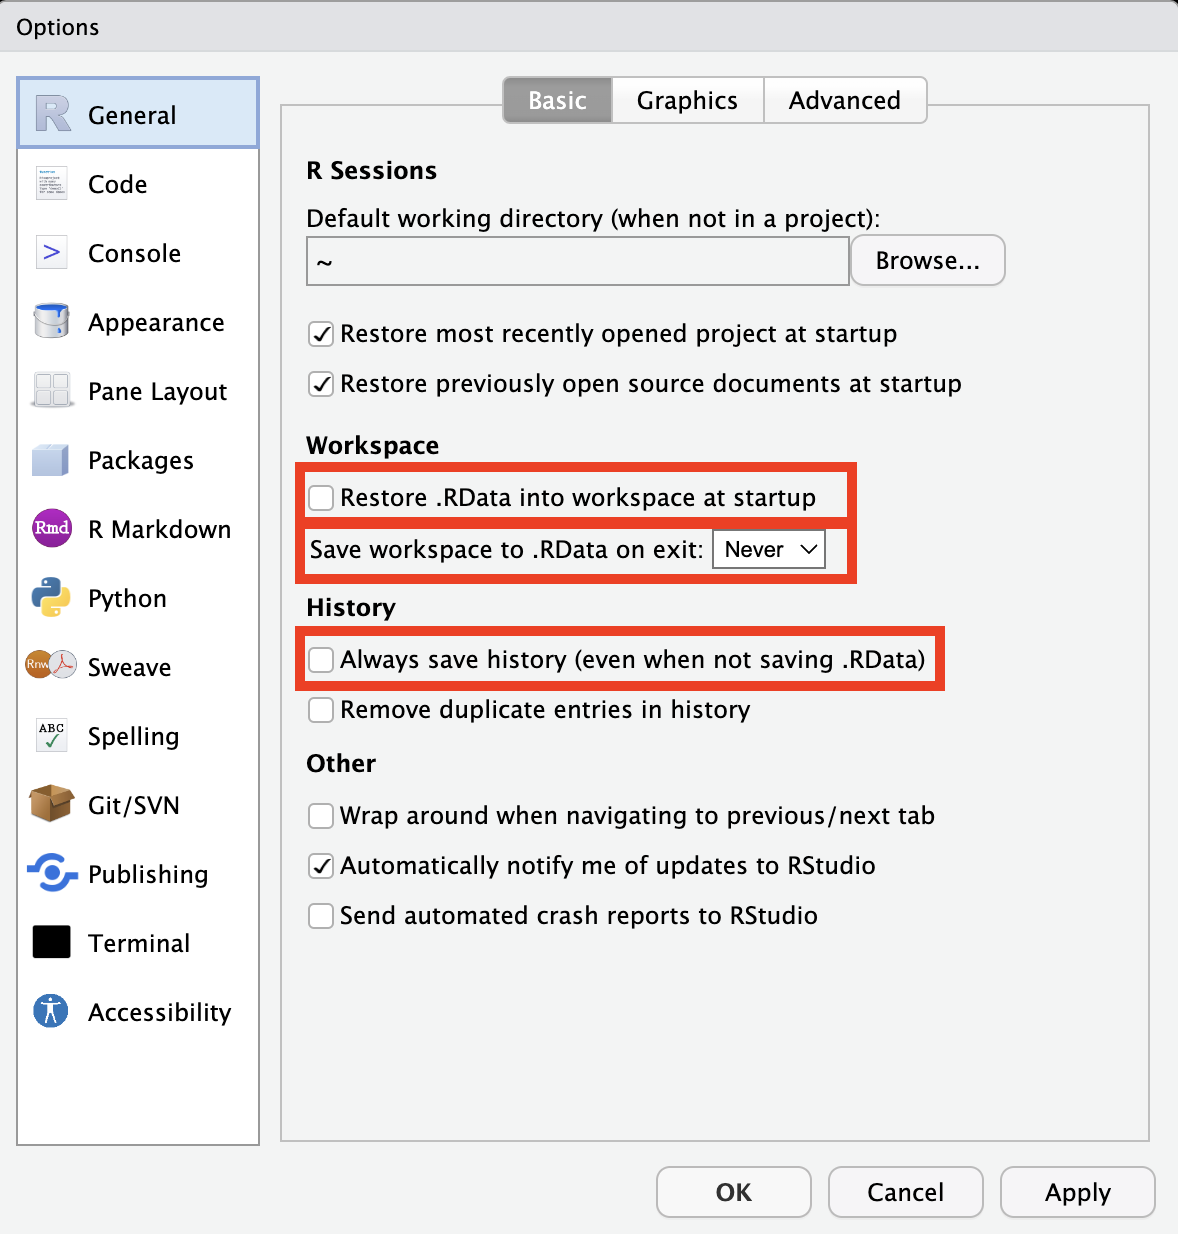 Options
General
Code
>
Console
Appearance
Pane Layout
Packages
Rmd
R Markdown
Python
Rnw
Sweave
ABC
Spelling
Git/SVN
Publishing
Terminal
Accessibility
Basic
Graphics
Advanced
R Sessions
Default working directory (when not in a project):
~
Browse...
Restore most recently opened project at startup
Restore previously open source documents at startup
Workspace
Restore .RData into workspace at startup
Save workspace to .RData on exit: Never
History
Always save history (even when not saving .RData)
Remove duplicate entries in history
Other
Wrap around when navigating to previous/next tab
Automatically notify me of updates to RStudio
Send automated crash reports to RStudio
OK
Cancel
Apply